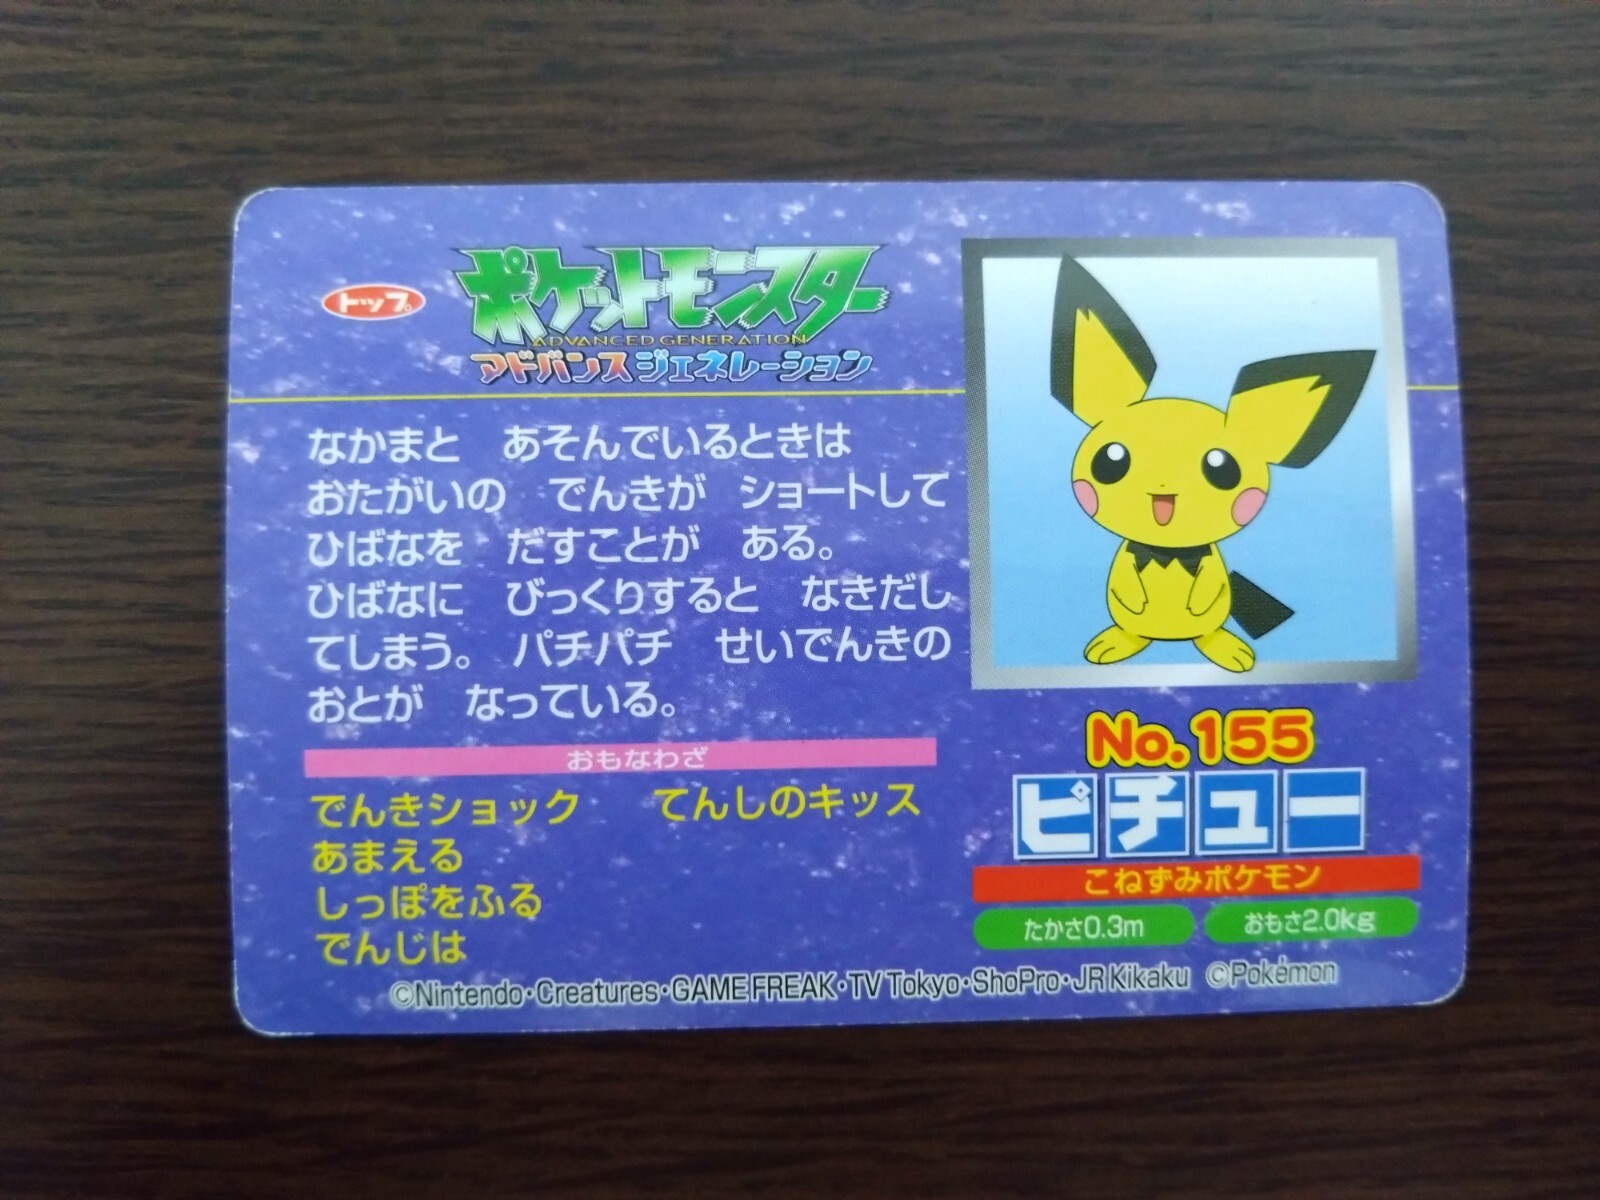 トップ
ポケットモンスター
ADVANCED GENERATION
アドバンスジェネレーション
なかまと　あそんでいるときは
おたがいの　でんきが　ショートして
ひばなを　だすことが　ある。
ひばなに　びっくりすると　なきだし
てしまう。　パチパチ　せいでんきの
おとが　なっている。
おもなわざ
でんきショック　てんしのキッス
あまえる
しっぽをふる
でんじは
No.155
ピチュー
こねずみポケモン
たかさ0.3m　おもさ2.0kg
©Nintendo・Creatures・GAME FREAK・TV Tokyo・ShoPro・JR Kikaku ©Pokémon